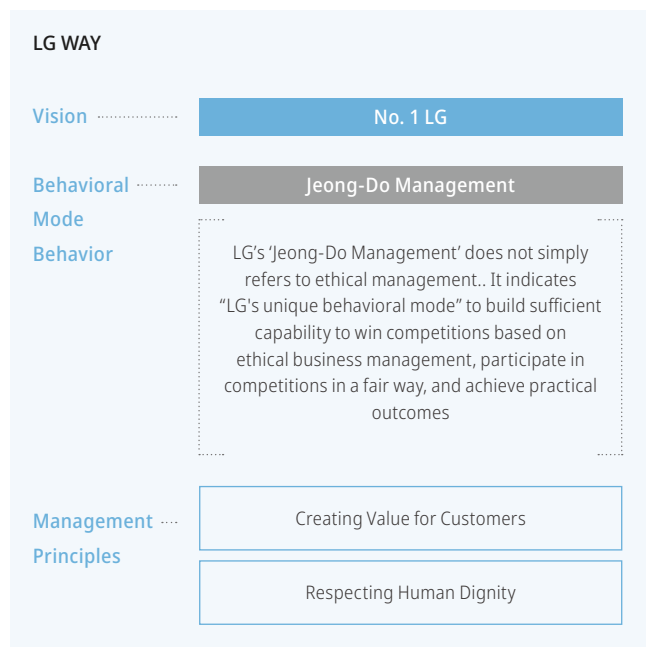 LG WAY
Vision
No. 1 LG
Behavioral
Mode
Behavior
Jeong-Do Management
LG’s ‘Jeong-Do Management’ does not simply
refers to ethical management.. It indicates
“LG's unique behavioral mode” to build sufficient
capability to win competitions based on
ethical business management, participate in
competitions in a fair way, and achieve practical
outcomes
Management
Principles
Creating Value for Customers
Respecting Human Dignity